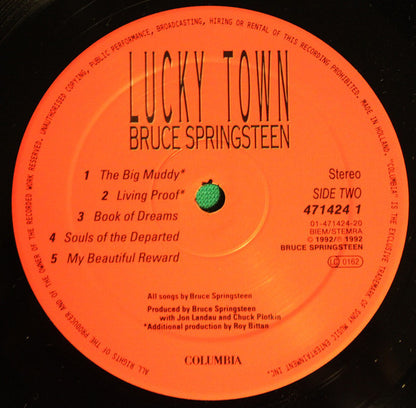 ALL RIGHTS OF THE PRODUCER AND OF THE OWNER OF THE RECORDED WORK RESERVED, UNAUTHORISED COPYING, PUBLIC PERFORMANCE, BROADCASTING, HIRING OR RENTAL OF THIS RECORDING PROHIBITED. MADE IN HOLLAND. "COLUMBIA" IS THE EXCLUSIVE TRADEMARK OF SONY MUSIC ENTERTAINMENT INC.
LUCKY TOWN
BRUCE SPRINGSTEEN
1 The Big Muddy*
2 Living Proof*
3 Book of Dreams
4 Souls of the Departed
5 My Beautiful Reward
Stereo
SIDE TWO
471424 1
01-471424-20
BIEM/STEMRA
© 1992/℗ 1992
BRUCE SPRINGSTEEN
LC 0162
All songs by Bruce Springsteen
Produced by Bruce Springsteen
with Jon Landau and Chuck Plotkin
*Additional production by Roy Bittan
COLUMBIA